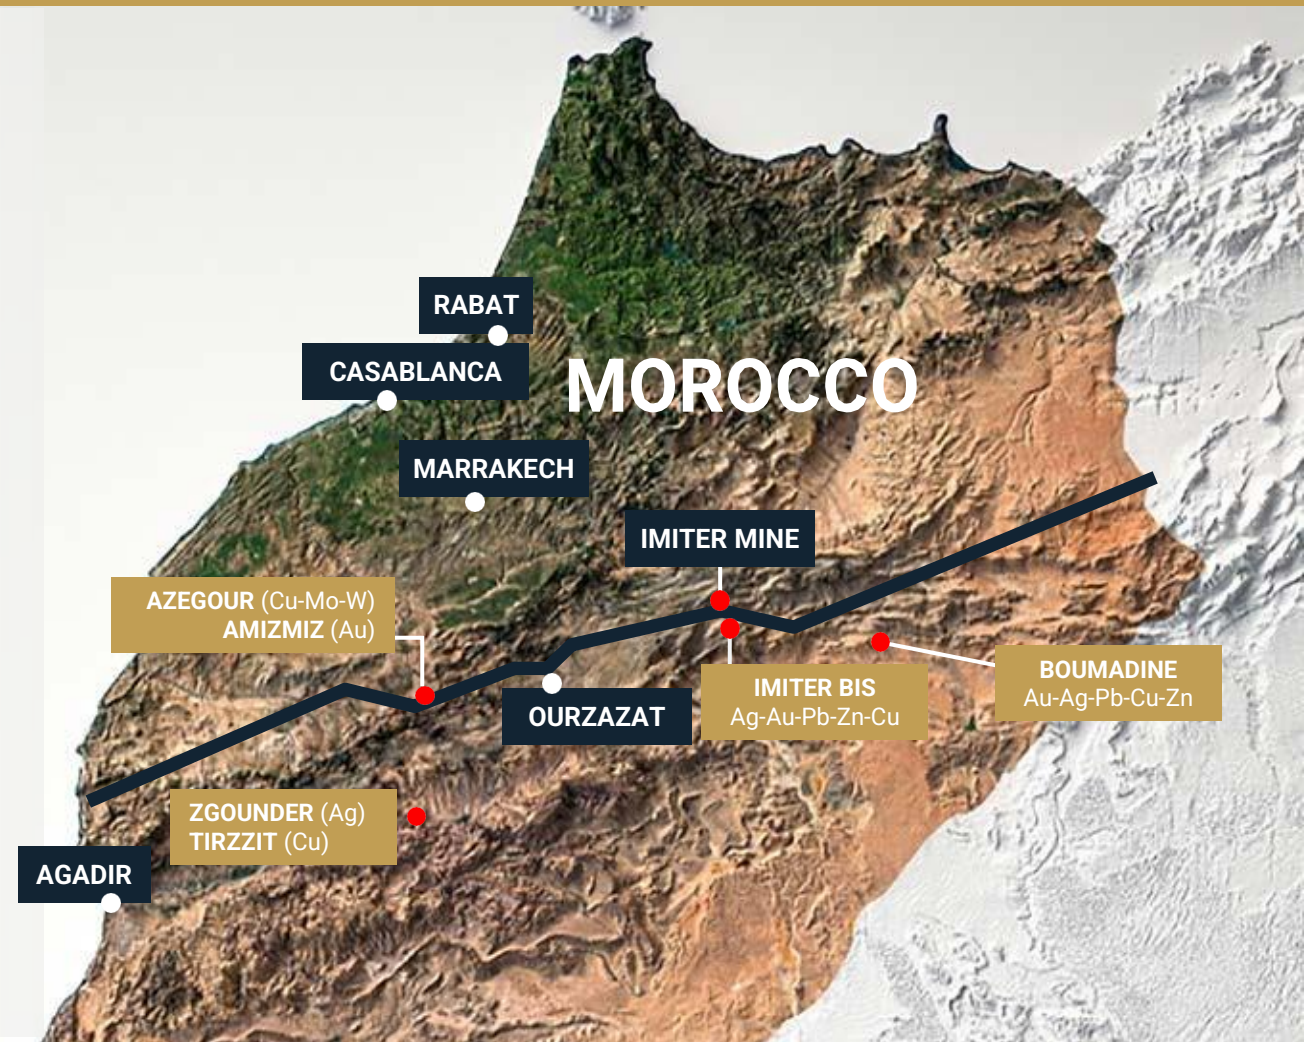 RABAT
CASABLANCA
MOROCCO
MARRAKECH
IMITER MINE
AZEGOUR (Cu-Mo-W)
AMIZMIZ (Au)
BOUMADINE
Au-Ag-Pb-Cu-Zn
IMITER BIS
Ag-Au-Pb-Zn-Cu
OURZAZAT
ZGOUNDER (Ag)
TIRZZIT (Cu)
AGADIR